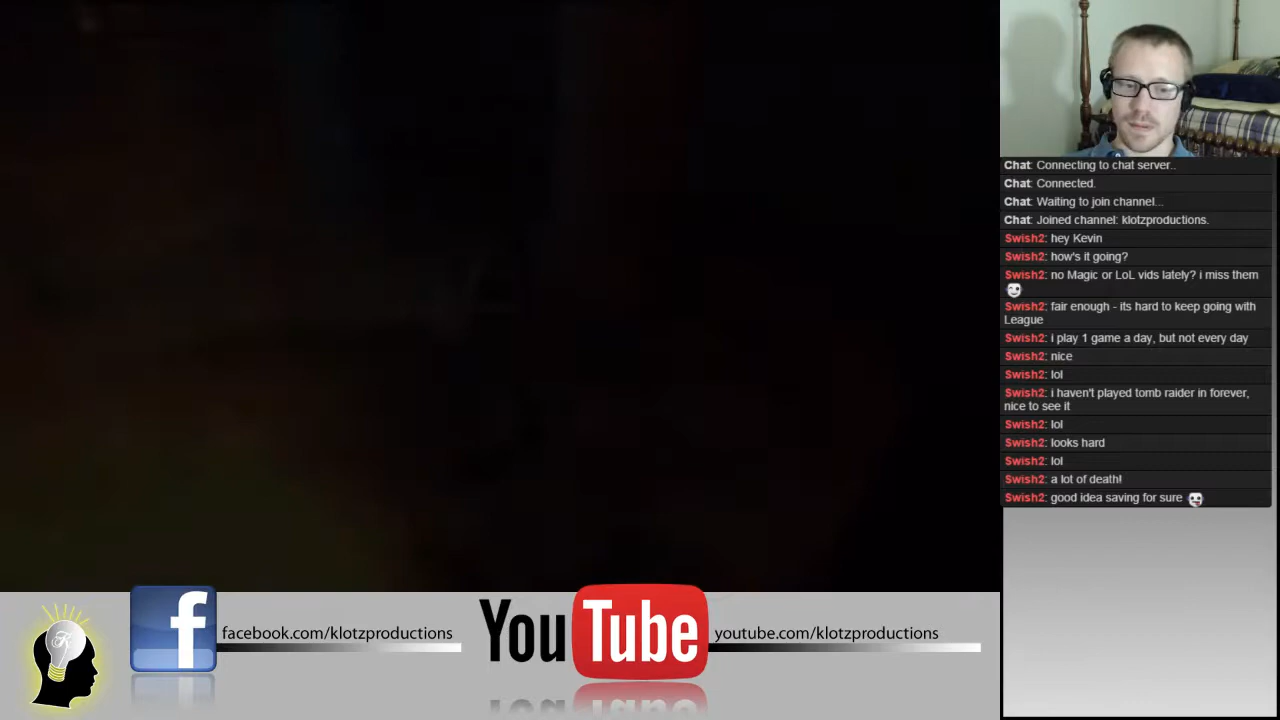 Chat: Connecting to chat server..
Chat: Connected.
Chat: Waiting to join channel...
Chat: Joined channel: klotzproductions.
Swish2: hey Kevin
Swish2: how's it going?
Swish2: no Magic or LoL vids lately? i miss them
Swish2: fair enough - its hard to keep going with
League
Swish2: i play 1 game a day, but not every day
Swish2: nice
Swish2: lol
Swish2: i haven't played tomb raider in forever,
nice to see it
Swish2: lol
Swish2: looks hard
Swish2: lol
Swish2: a lot of death!
Swish2: good idea saving for sure
f
facebook.com/klotzproductions
YouTube
youtube.com/klotzproductions